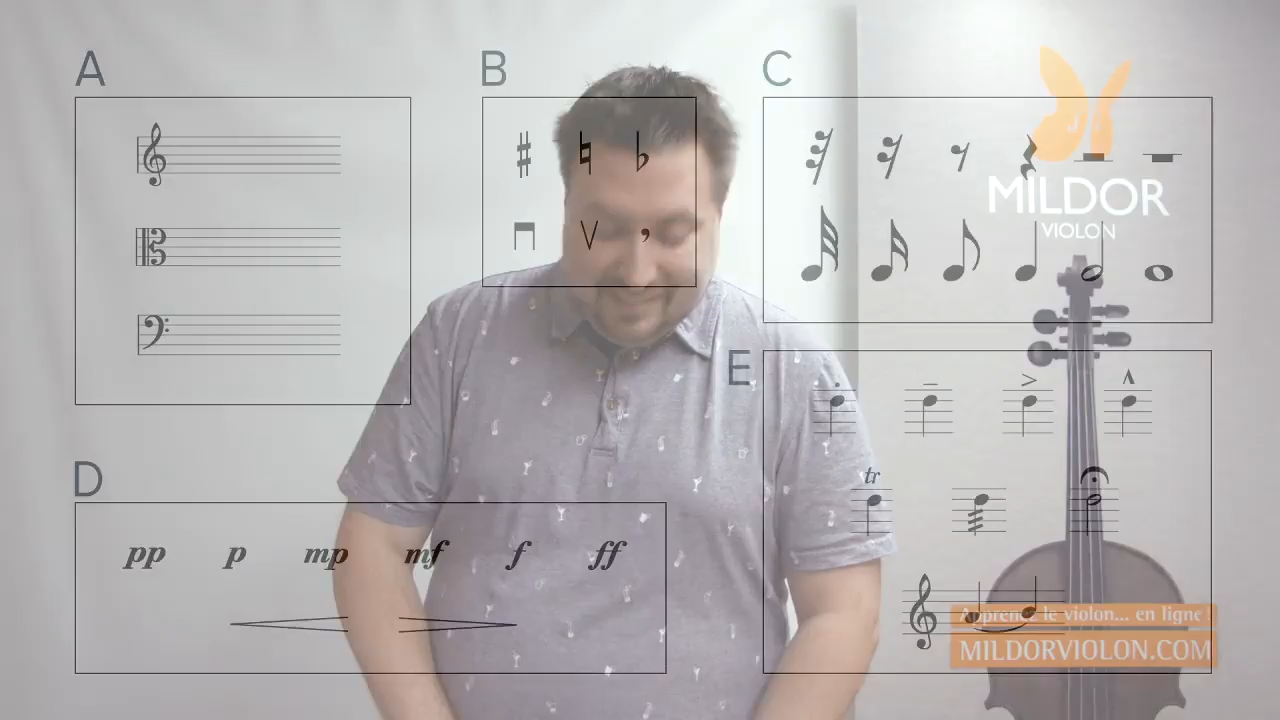 A
B
C
MILDOR
VIOLON
E
tr
D
pp p mp mf f ff
Apprenez le violon... en ligne !
MILDORVIOLON.COM